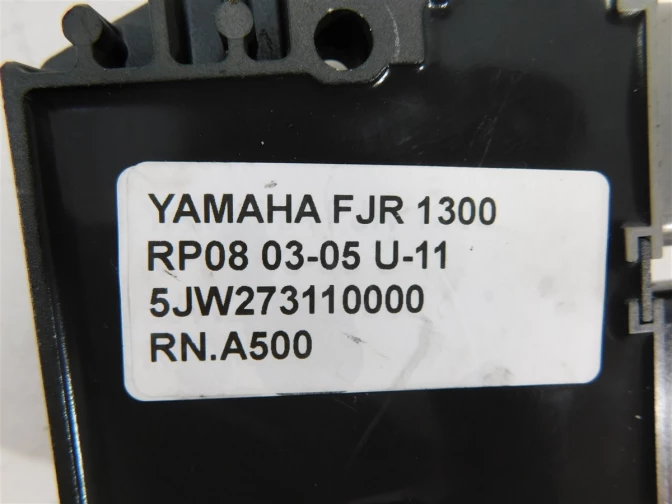 YAMAHA FJR 1300
RP08 03-05 U-11
5JW273110000
RN.A500